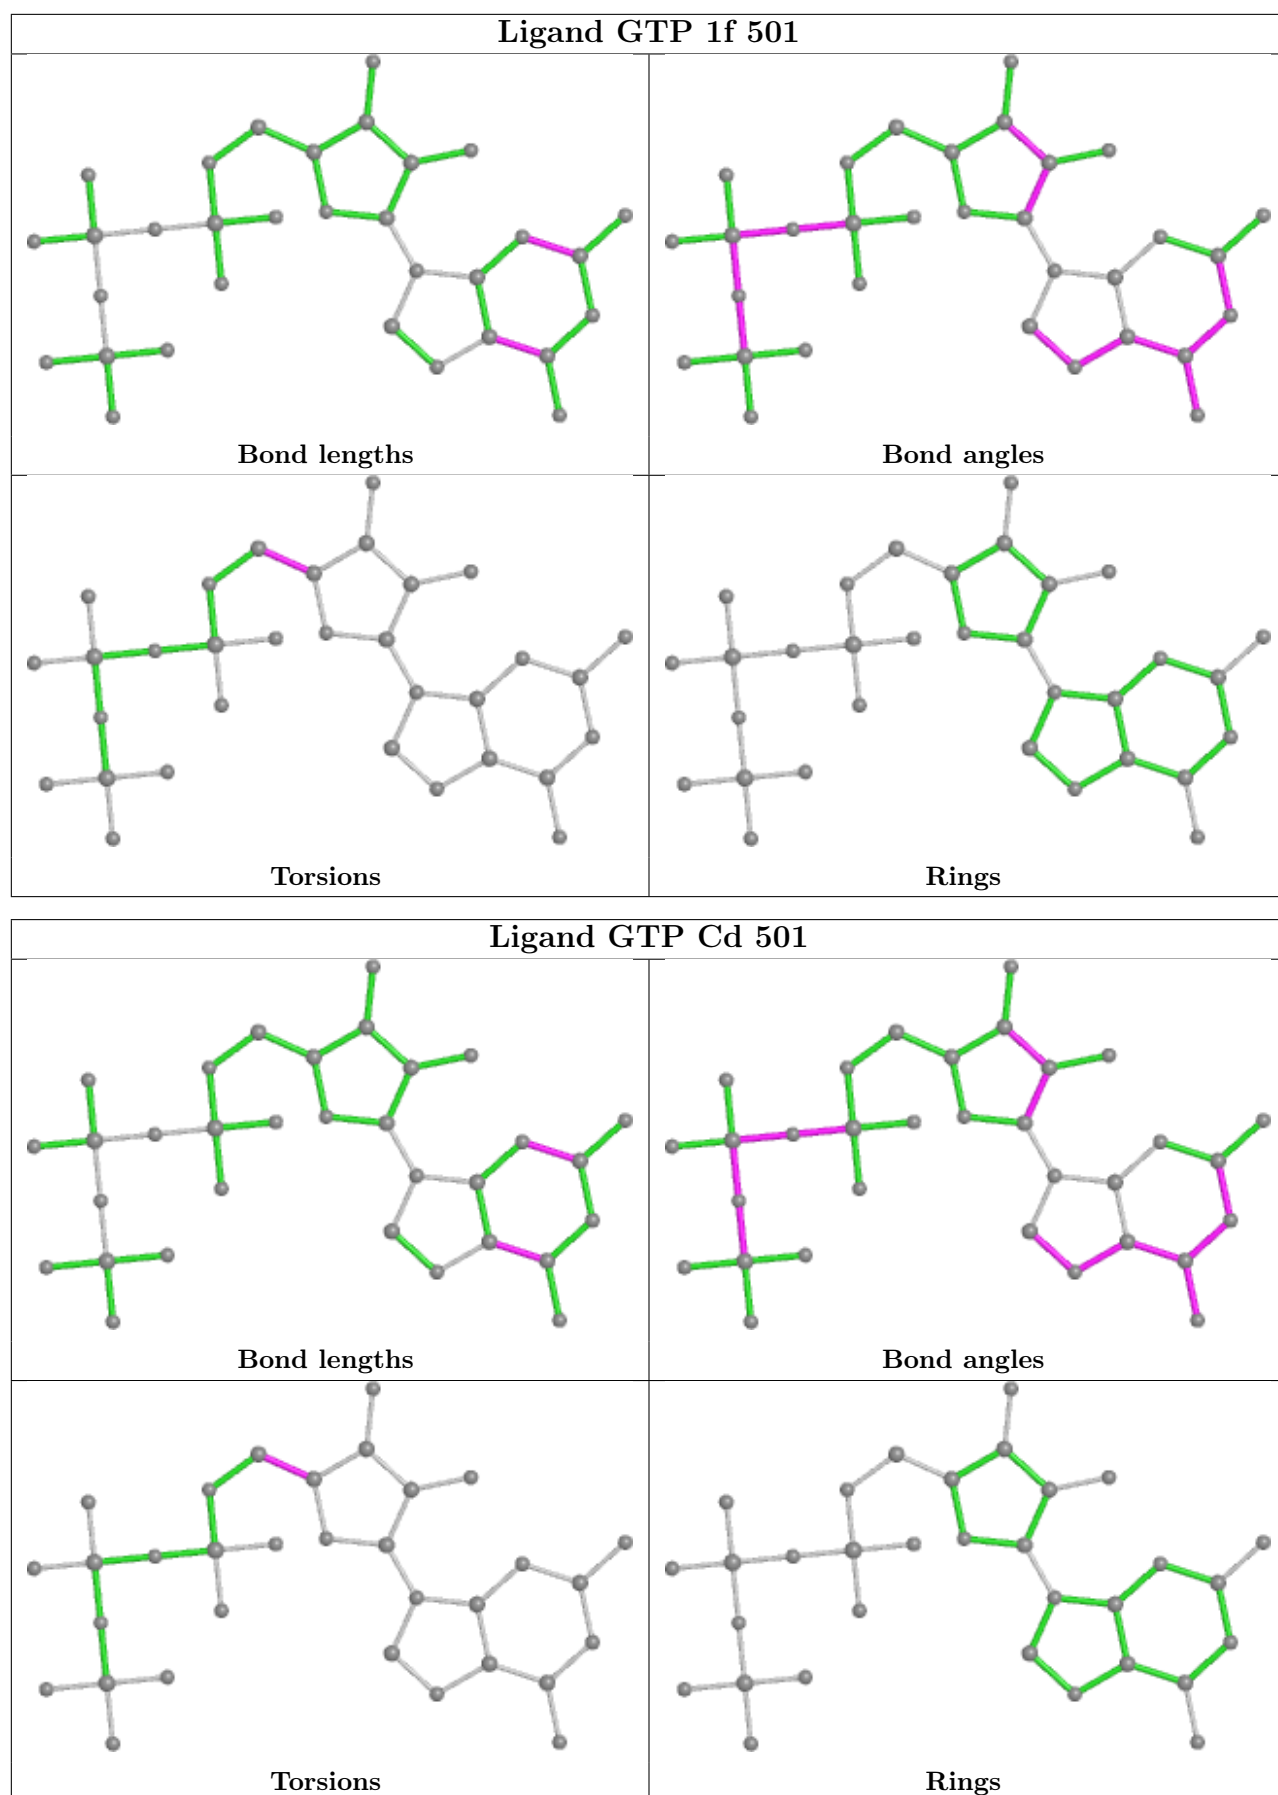 Ligand GTP 1f 501
Bond lengths
Bond angles
Torsions
Rings
Ligand GTP Cd 501
Bond lengths
Bond angles
Torsions
Rings